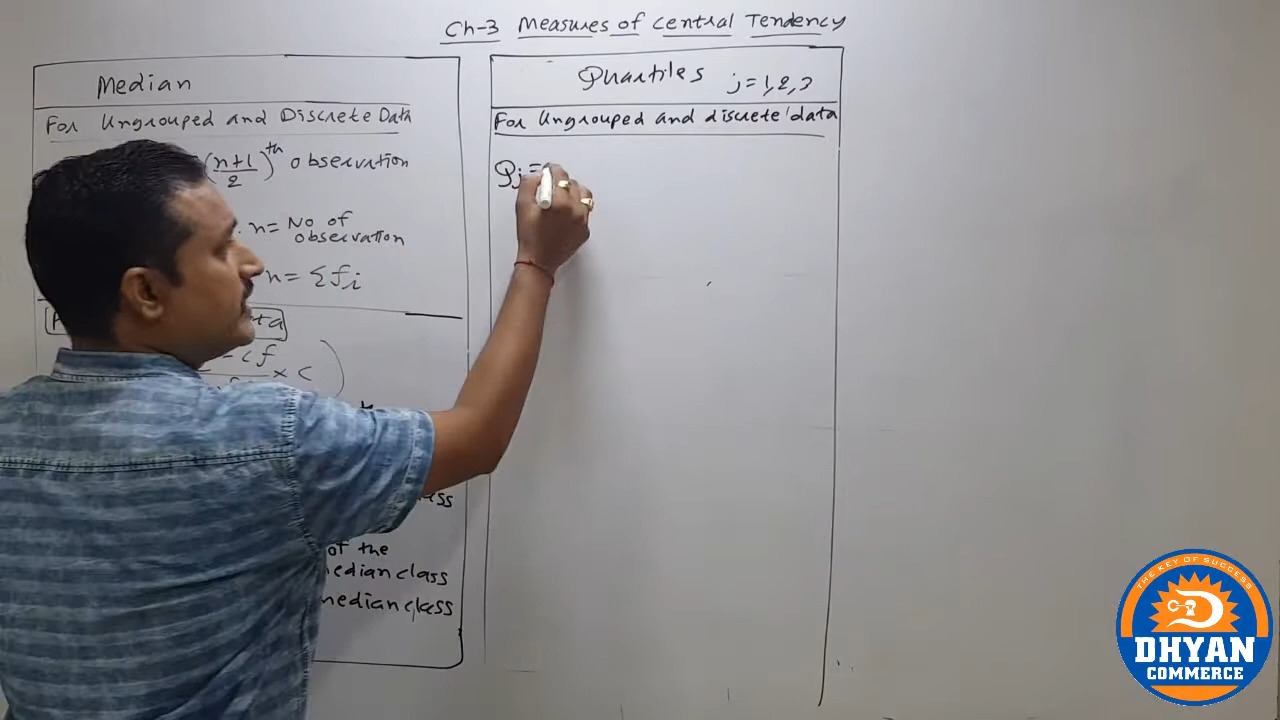 Ch-3 Measures of Central Tendency
Median
For Ungrouped and Discrete Data
(n+1/2)th observation
n= No of
observation
n= Σfi
- cf
× c
of the
median class
median class
Quartiles j=1,2,3
For Ungrouped and discrete data
Qj =
THE KEY OF SUCCESS
DHYAN
COMMERCE